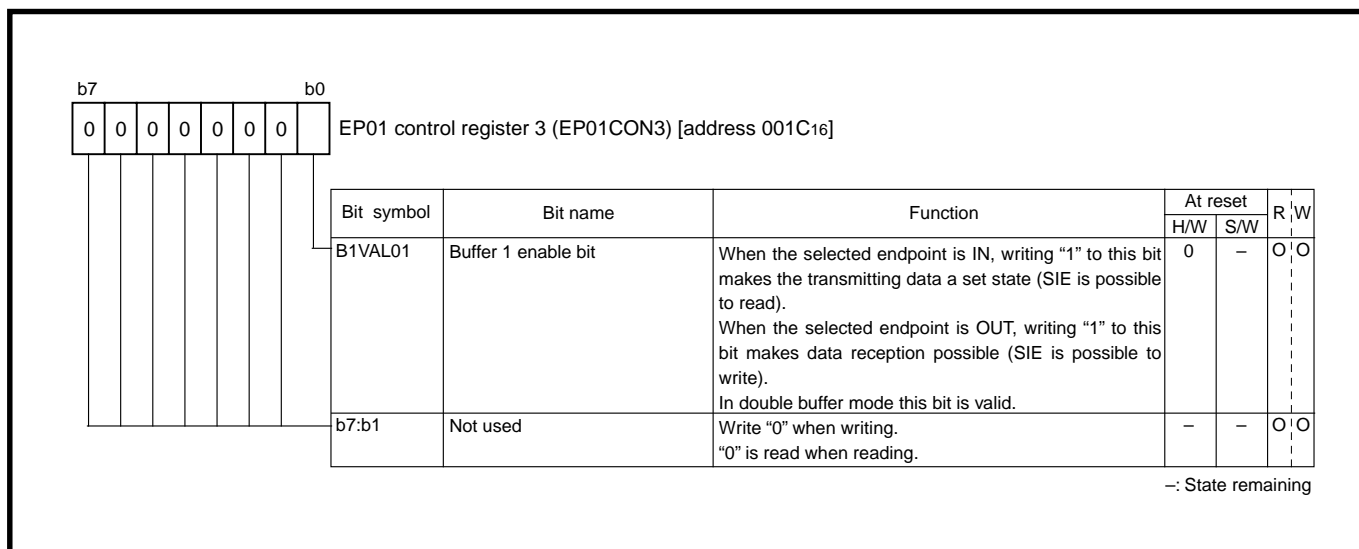 b7 b0
0 0 0 0 0 0 0
EP01 control register 3 (EP01CON3) [address 001C16]
Bit symbol Bit name Function At reset R W
H/W S/W
B1VAL01 Buffer 1 enable bit When the selected endpoint is IN, writing “1” to this bit 0 – O O
makes the transmitting data a set state (SIE is possible
to read).
When the selected endpoint is OUT, writing “1” to this
bit makes data reception possible (SIE is possible to
write).
In double buffer mode this bit is valid.
b7:b1 Not used Write “0” when writing. – – O O
“0” is read when reading.
–: State remaining